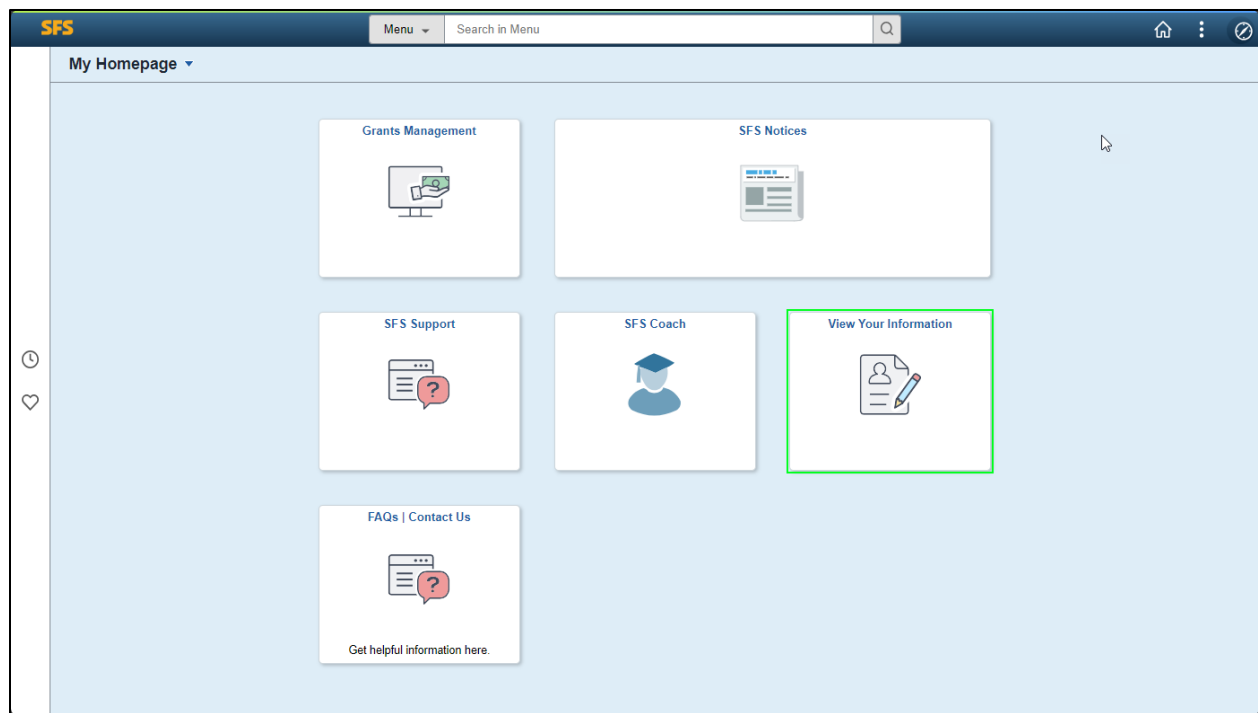 SFS
Menu
Search in Menu
My Homepage
Grants Management
SFS Notices
SFS Support
SFS Coach
View Your Information
?
FAQs | Contact Us
?
Get helpful information here.